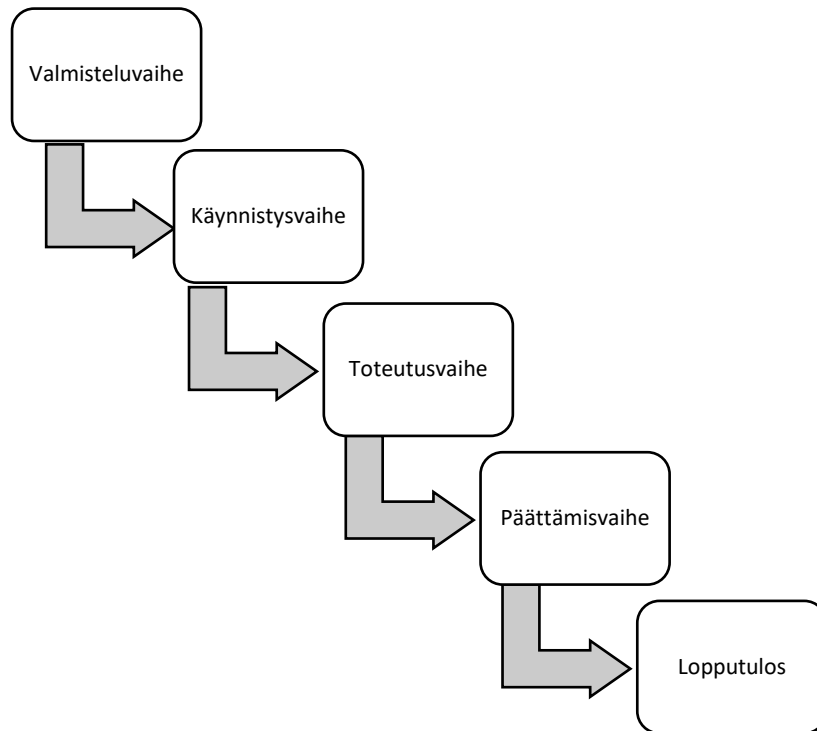 Valmisteluvaihe
Käynnistysvaihe
Toteutusvaihe
Päättämisvaihe
Lopputulos